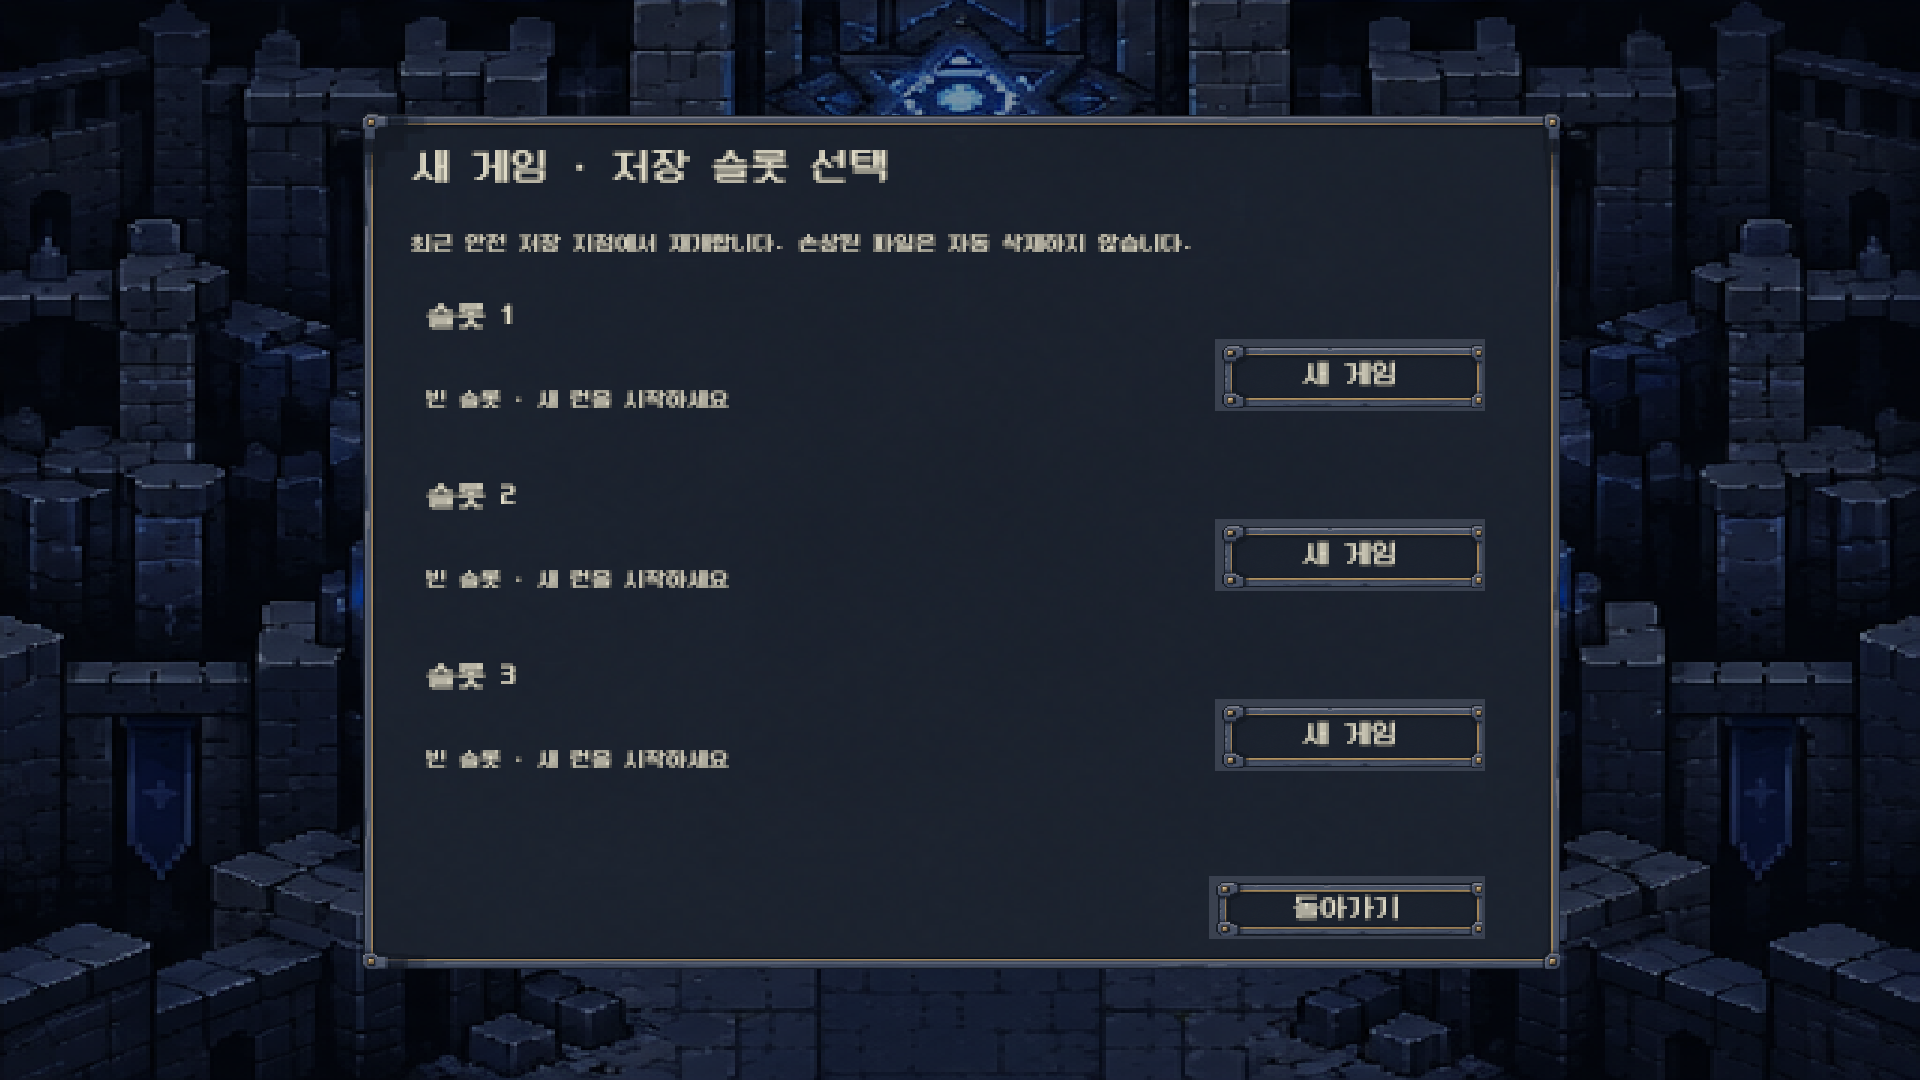 새 게임 · 저장 슬롯 선택
최근 안전 저장 지점에서 재개합니다. 손상된 파일은 자동 삭제하지 않습니다.
슬롯 1
빈 슬롯 · 새 런을 시작하세요
새 게임
슬롯 2
빈 슬롯 · 새 런을 시작하세요
새 게임
슬롯 3
빈 슬롯 · 새 런을 시작하세요
새 게임
돌아가기